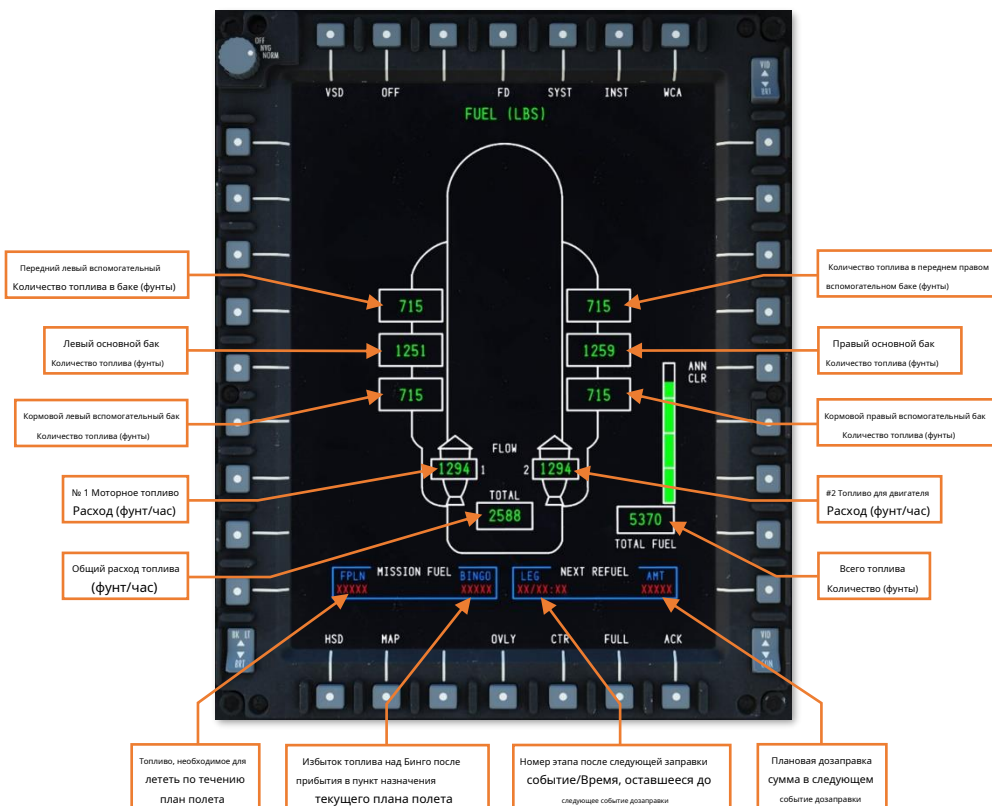 OFF
NVG
NORM
VSD OFF FD SYST INST WCA
VID
BRT
FUEL (LBS)
Передний левый вспомогательный
Количество топлива в баке (фунты)
Количество топлива в переднем правом
вспомогательном баке (фунты)
715
715
Левый основной бак
Количество топлива (фунты)
1251
1259
Правый основной бак
Количество топлива (фунты)
ANN
CLR
Кормовой левый вспомогательный бак
Количество топлива (фунты)
715
715
Кормовой правый вспомогательный бак
Количество топлива (фунты)
FLOW
1294 1
2 1294
№ 1 Моторное топливо
Расход (фунт/час)
#2 Топливо для двигателя
Расход (фунт/час)
TOTAL
2588
5370
TOTAL FUEL
Общий расход топлива
(фунт/час)
Всего топлива
Количество (фунты)
FPLN MISSION FUEL BINGO
XXXXX XXXXX
LEG NEXT REFUEL AMT
XX/XX:XX XXXXX
BRT
VID
HSD MAP OVLY CTR FULL ACK
Топливо, необходимое для
лететь по течению
план полета
Избыток топлива над Бинго после
прибытия в пункт назначения
текущего плана полета
Номер этапа после следующей заправки
событие/Время, оставшееся до
следующее событие дозаправки
Плановая дозаправка
сумма в следующем
событие дозаправки